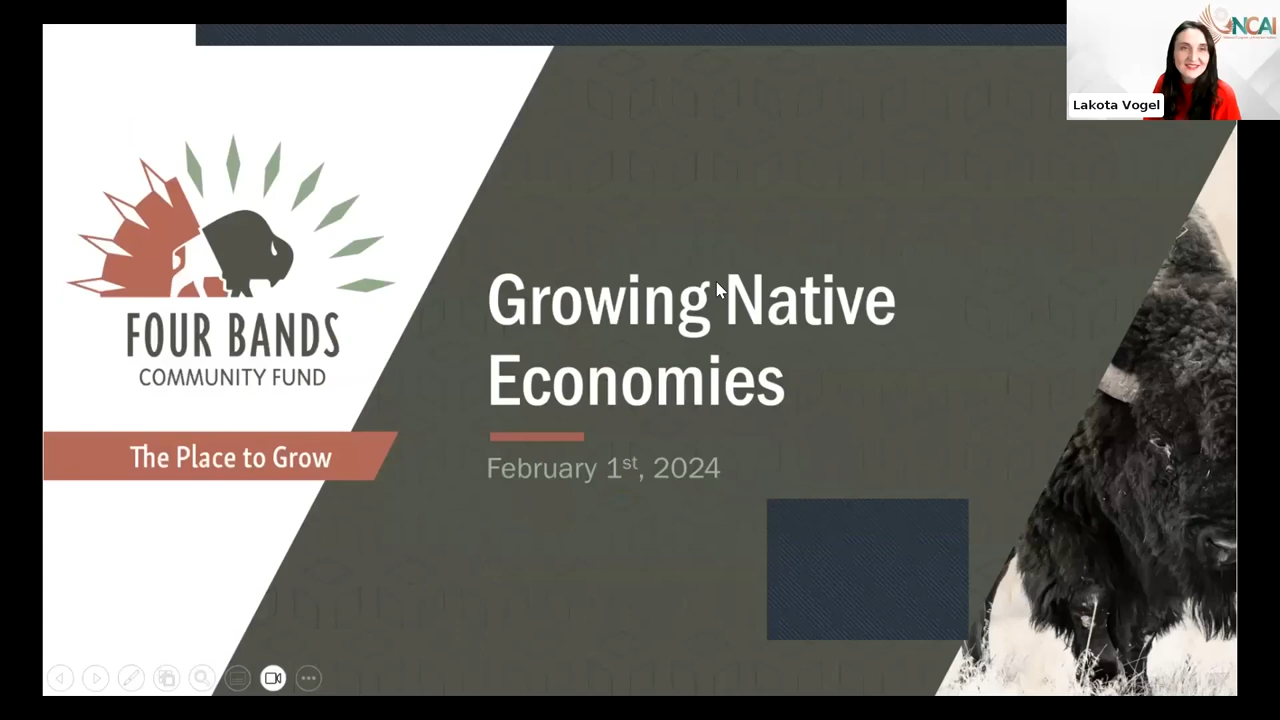 NCAI
Lakota Vogel
FOUR BANDS
COMMUNITY FUND
The Place to Grow
Growing Native
Economies
February 1st, 2024